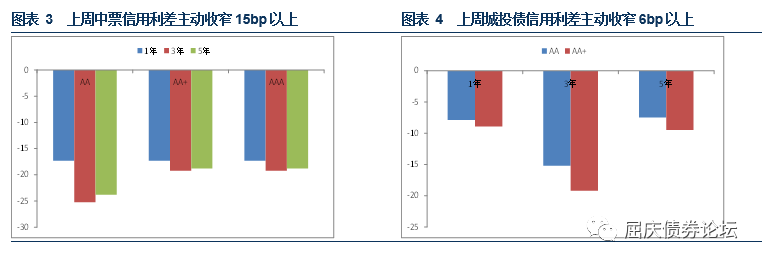 图表 3 上周中票信用利差主动收窄 15bp 以上
1年 3年 5年
0
-5
-10
-15
-20
-25
-30
AA AA+ AAA
图表 4 上周城投债信用利差主动收窄 6bp 以上
AA AA+
0
-5
-10
-15
-20
-25
1年 3年 5年
屈庆债券论坛